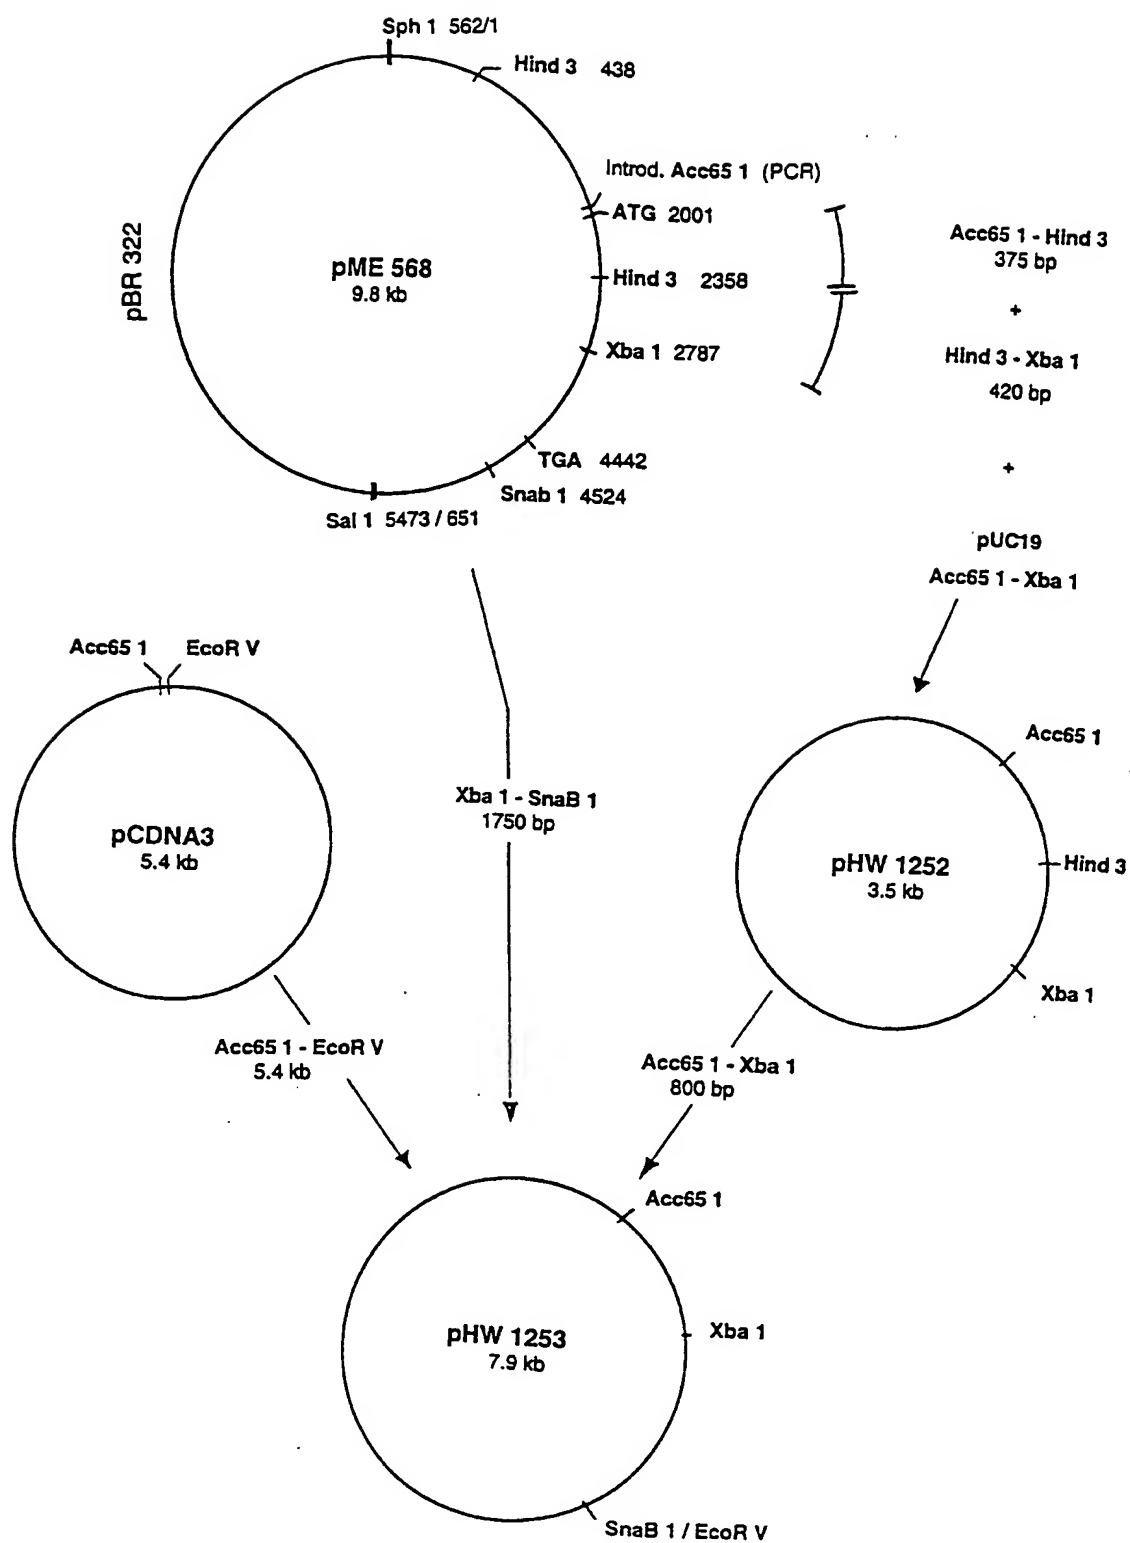 Sph 1 562/1
Hind 3 438
Introd. Acc65 1 (PCR)
ATG 2001
pBR 322
pME 568
9.8 kb
Hind 3 2358
Xba 1 2787
TGA 4442
Snab 1 4524
Sal 1 5473 / 651
Acc65 1 - Hind 3
375 bp
+
Hind 3 - Xba 1
420 bp
+
pUC19
Acc65 1 - Xba 1
Acc65 1 EcoR V
pCDNA3
5.4 kb
Xba 1 - SnaB 1
1750 bp
Acc65 1
pHW 1252
3.5 kb
Hind 3
Xba 1
Acc65 1 - EcoR V
5.4 kb
Acc65 1 - Xba 1
800 bp
Acc65 1
pHW 1253
7.9 kb
Xba 1
SnaB 1 / EcoR V